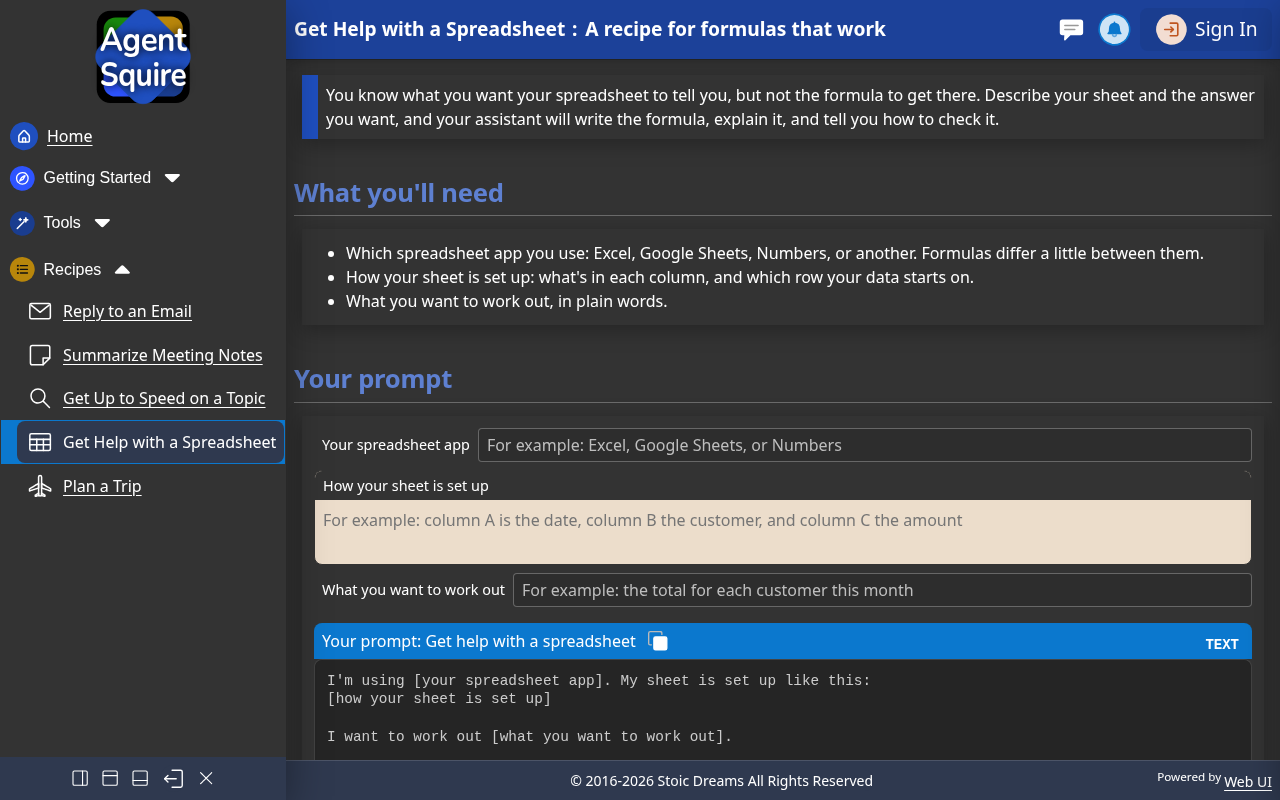 Agent
Squire
Home
Getting Started
Tools
Recipes
Reply to an Email
Summarize Meeting Notes
Get Up to Speed on a Topic
Get Help with a Spreadsheet
Plan a Trip
Get Help with a Spreadsheet : A recipe for formulas that work
Sign In
You know what you want your spreadsheet to tell you, but not the formula to get there. Describe your sheet and the answer
you want, and your assistant will write the formula, explain it, and tell you how to check it.
What you'll need
• Which spreadsheet app you use: Excel, Google Sheets, Numbers, or another. Formulas differ a little between them.
• How your sheet is set up: what's in each column, and which row your data starts on.
• What you want to work out, in plain words.
Your prompt
Your spreadsheet app
For example: Excel, Google Sheets, or Numbers
How your sheet is set up
For example: column A is the date, column B the customer, and column C the amount
What you want to work out
For example: the total for each customer this month
Your prompt: Get help with a spreadsheet
TEXT
I'm using [your spreadsheet app]. My sheet is set up like this:
[how your sheet is set up]
I want to work out [what you want to work out].
© 2016-2026 Stoic Dreams All Rights Reserved
Powered by Web UI